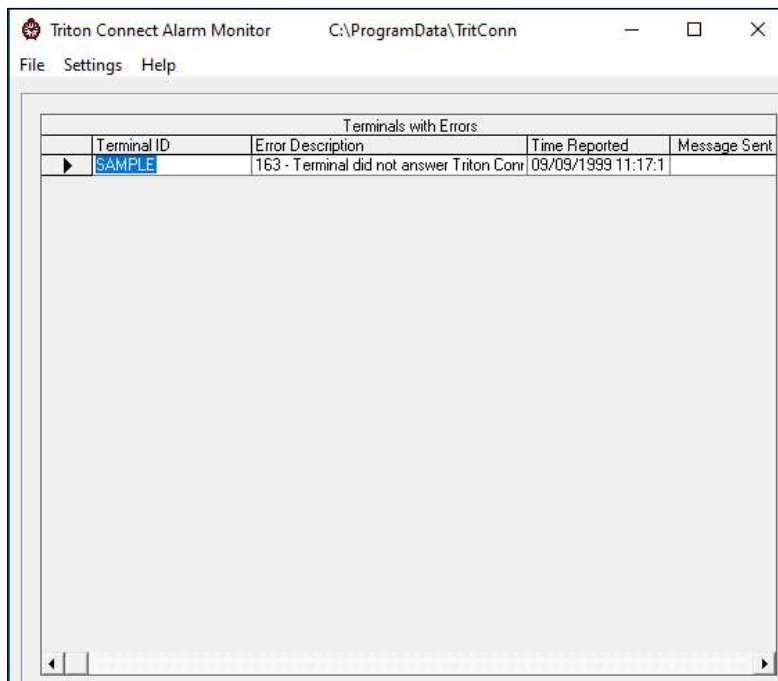 Triton Connect Alarm Monitor C:\ProgramData\TritConn
File Settings Help
Terminals with Errors
Terminal ID Error Description Time Reported Message Sent
SAMPLE 163 - Terminal did not answer Triton Conr 09/09/1999 11:17:1